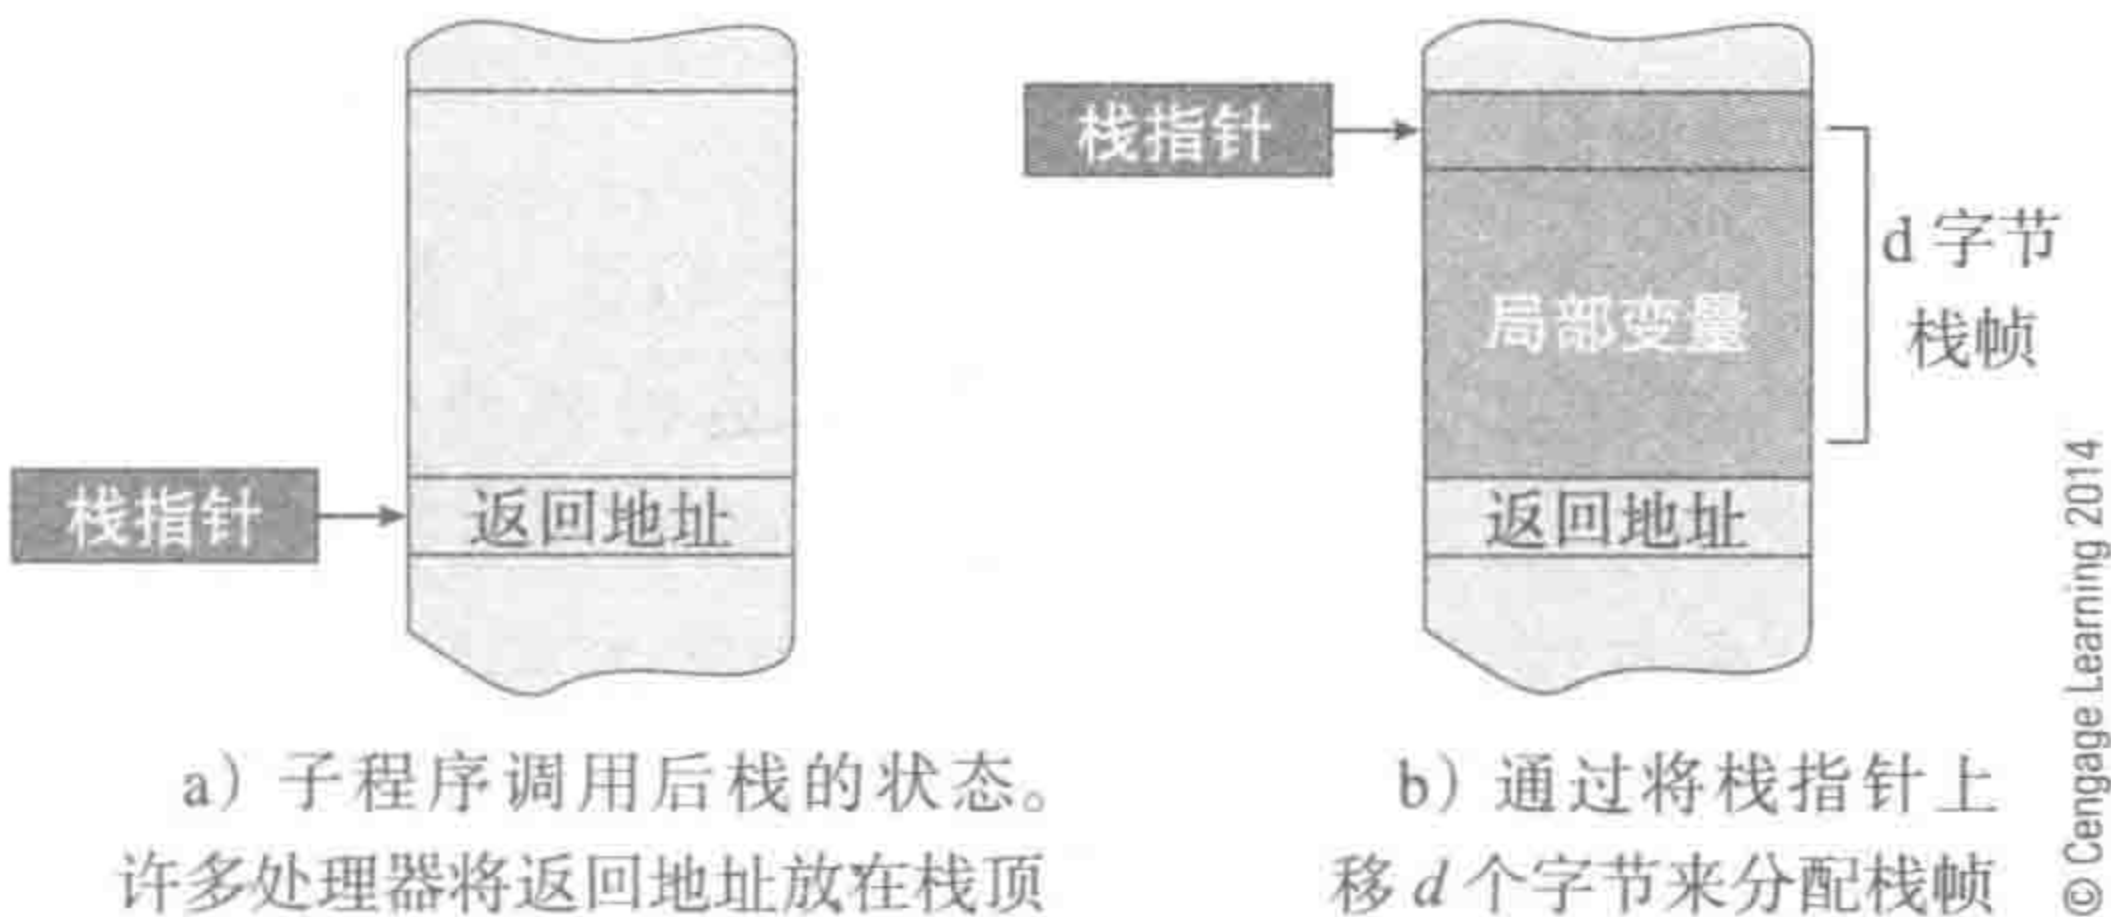 栈指针
返回地址
a) 子程序调用后栈的状态。
许多处理器将返回地址放在栈顶
栈指针
局部变量
返回地址
d 字节
栈帧
b) 通过将栈指针上
移 d 个字节来分配栈帧
© Cengage Learning 2014